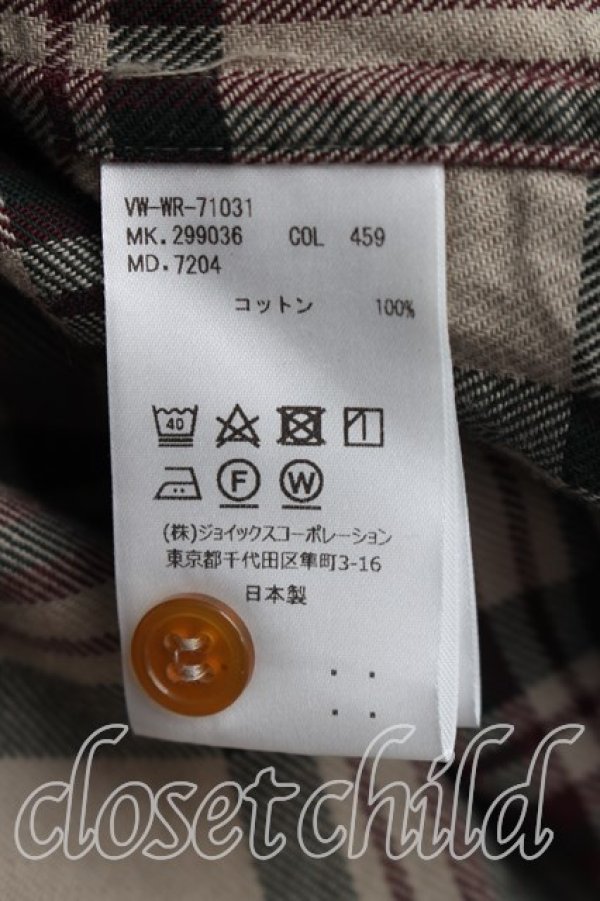 VW-WR-71031
MK.299036 COL 459
MD.7204
コットン 100%
40
F W
(株)ジョイックスコーポレーション
東京都千代田区隼町3-16
日本製
closet child